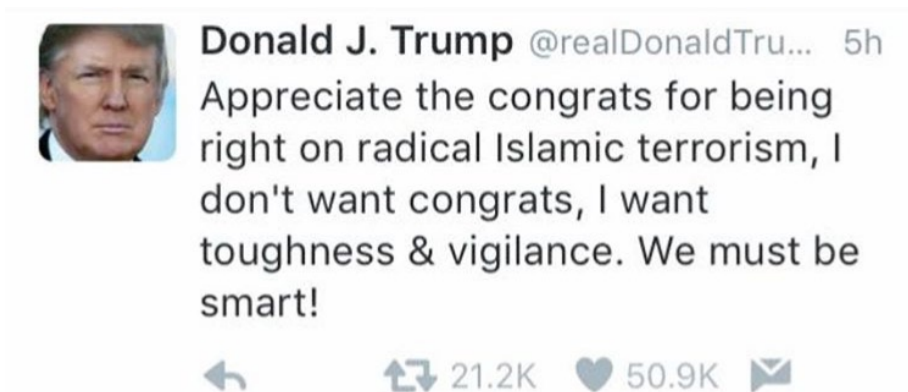 Donald J. Trump @realDonaldTru... 5h
Appreciate the congrats for being
right on radical Islamic terrorism, I
don't want congrats, I want
toughness & vigilance. We must be
smart!
21.2K 50.9K